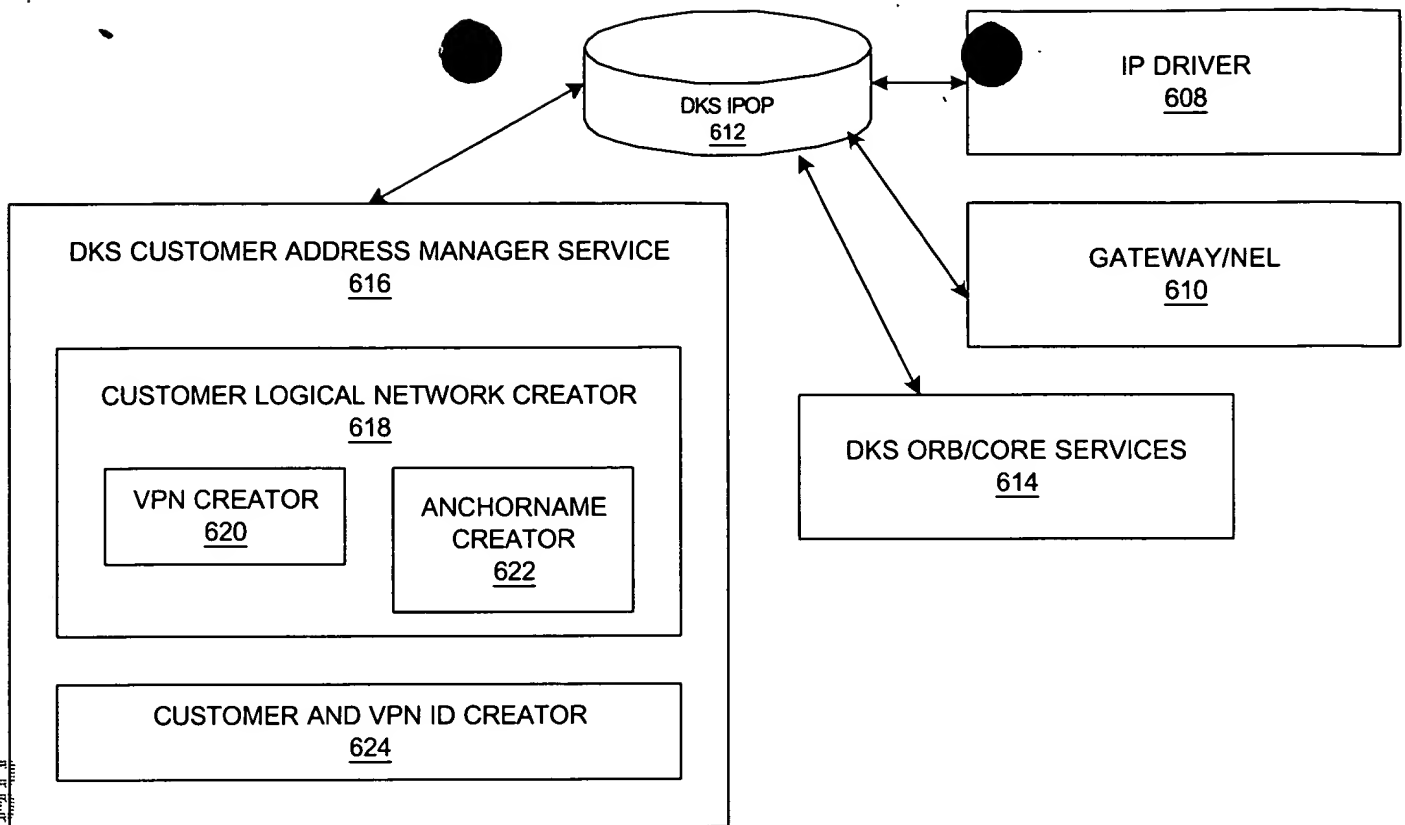 DKS IPOP
612
IP DRIVER
608
GATEWAY/NEL
610
DKS ORB/CORE SERVICES
614
DKS CUSTOMER ADDRESS MANAGER SERVICE
616
CUSTOMER LOGICAL NETWORK CREATOR
618
VPN CREATOR
620
ANCHORNAME
CREATOR
622
CUSTOMER AND VPN ID CREATOR
624